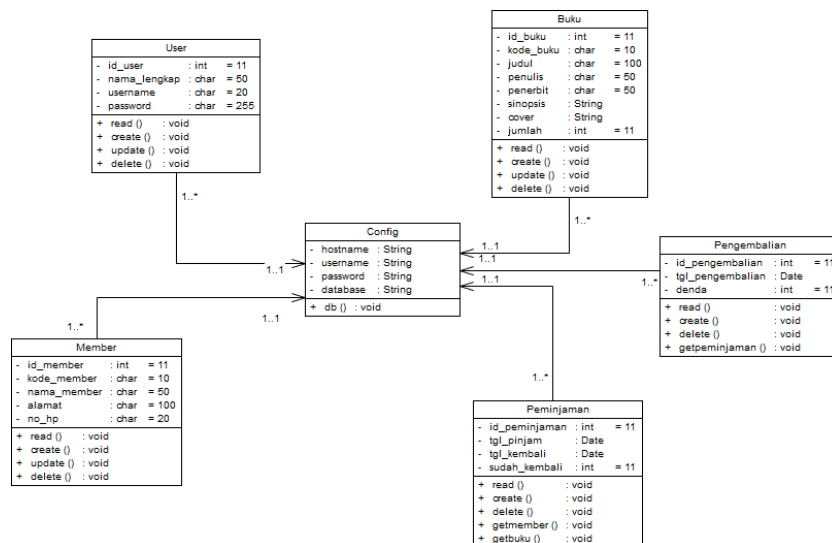 User
- id_user : int = 11
- nama_lengkap : char = 50
- username : char = 20
- password : char = 255
+ read () : void
+ create () : void
+ update () : void
+ delete () : void
Buku
- id_buku : int = 11
- kode_buku : char = 10
- judul : char = 100
- penulis : char = 50
- penerbit : char = 50
- sinopsis : String
- cover : String
- jumlah : int = 11
+ read () : void
+ create () : void
+ update () : void
+ delete () : void
1..*
1..*
Config
- hostname : String
- username : String
- password : String
- database : String
+ db () : void
1..1
1..1
1..1
1..1
Pengembalian
- id_pengembalian : int = 11
- tgl_pengembalian : Date
- denda : int = 11
+ read () : void
+ create () : void
+ delete () : void
+ getpeminjaman () : void
1..*
1..*
Member
- id_member : int = 11
- kode_member : char = 10
- nama_member : char = 50
- alamat : char = 100
- no_hp : char = 20
+ read () : void
+ create () : void
+ update () : void
+ delete () : void
1..*
Peminjaman
- id_peminjaman : int = 11
- tgl_pinjam : Date
- tgl_kembali : Date
- sudah_kembali : int = 11
+ read () : void
+ create () : void
+ delete () : void
+ getmember () : void
+ getbuku () : void